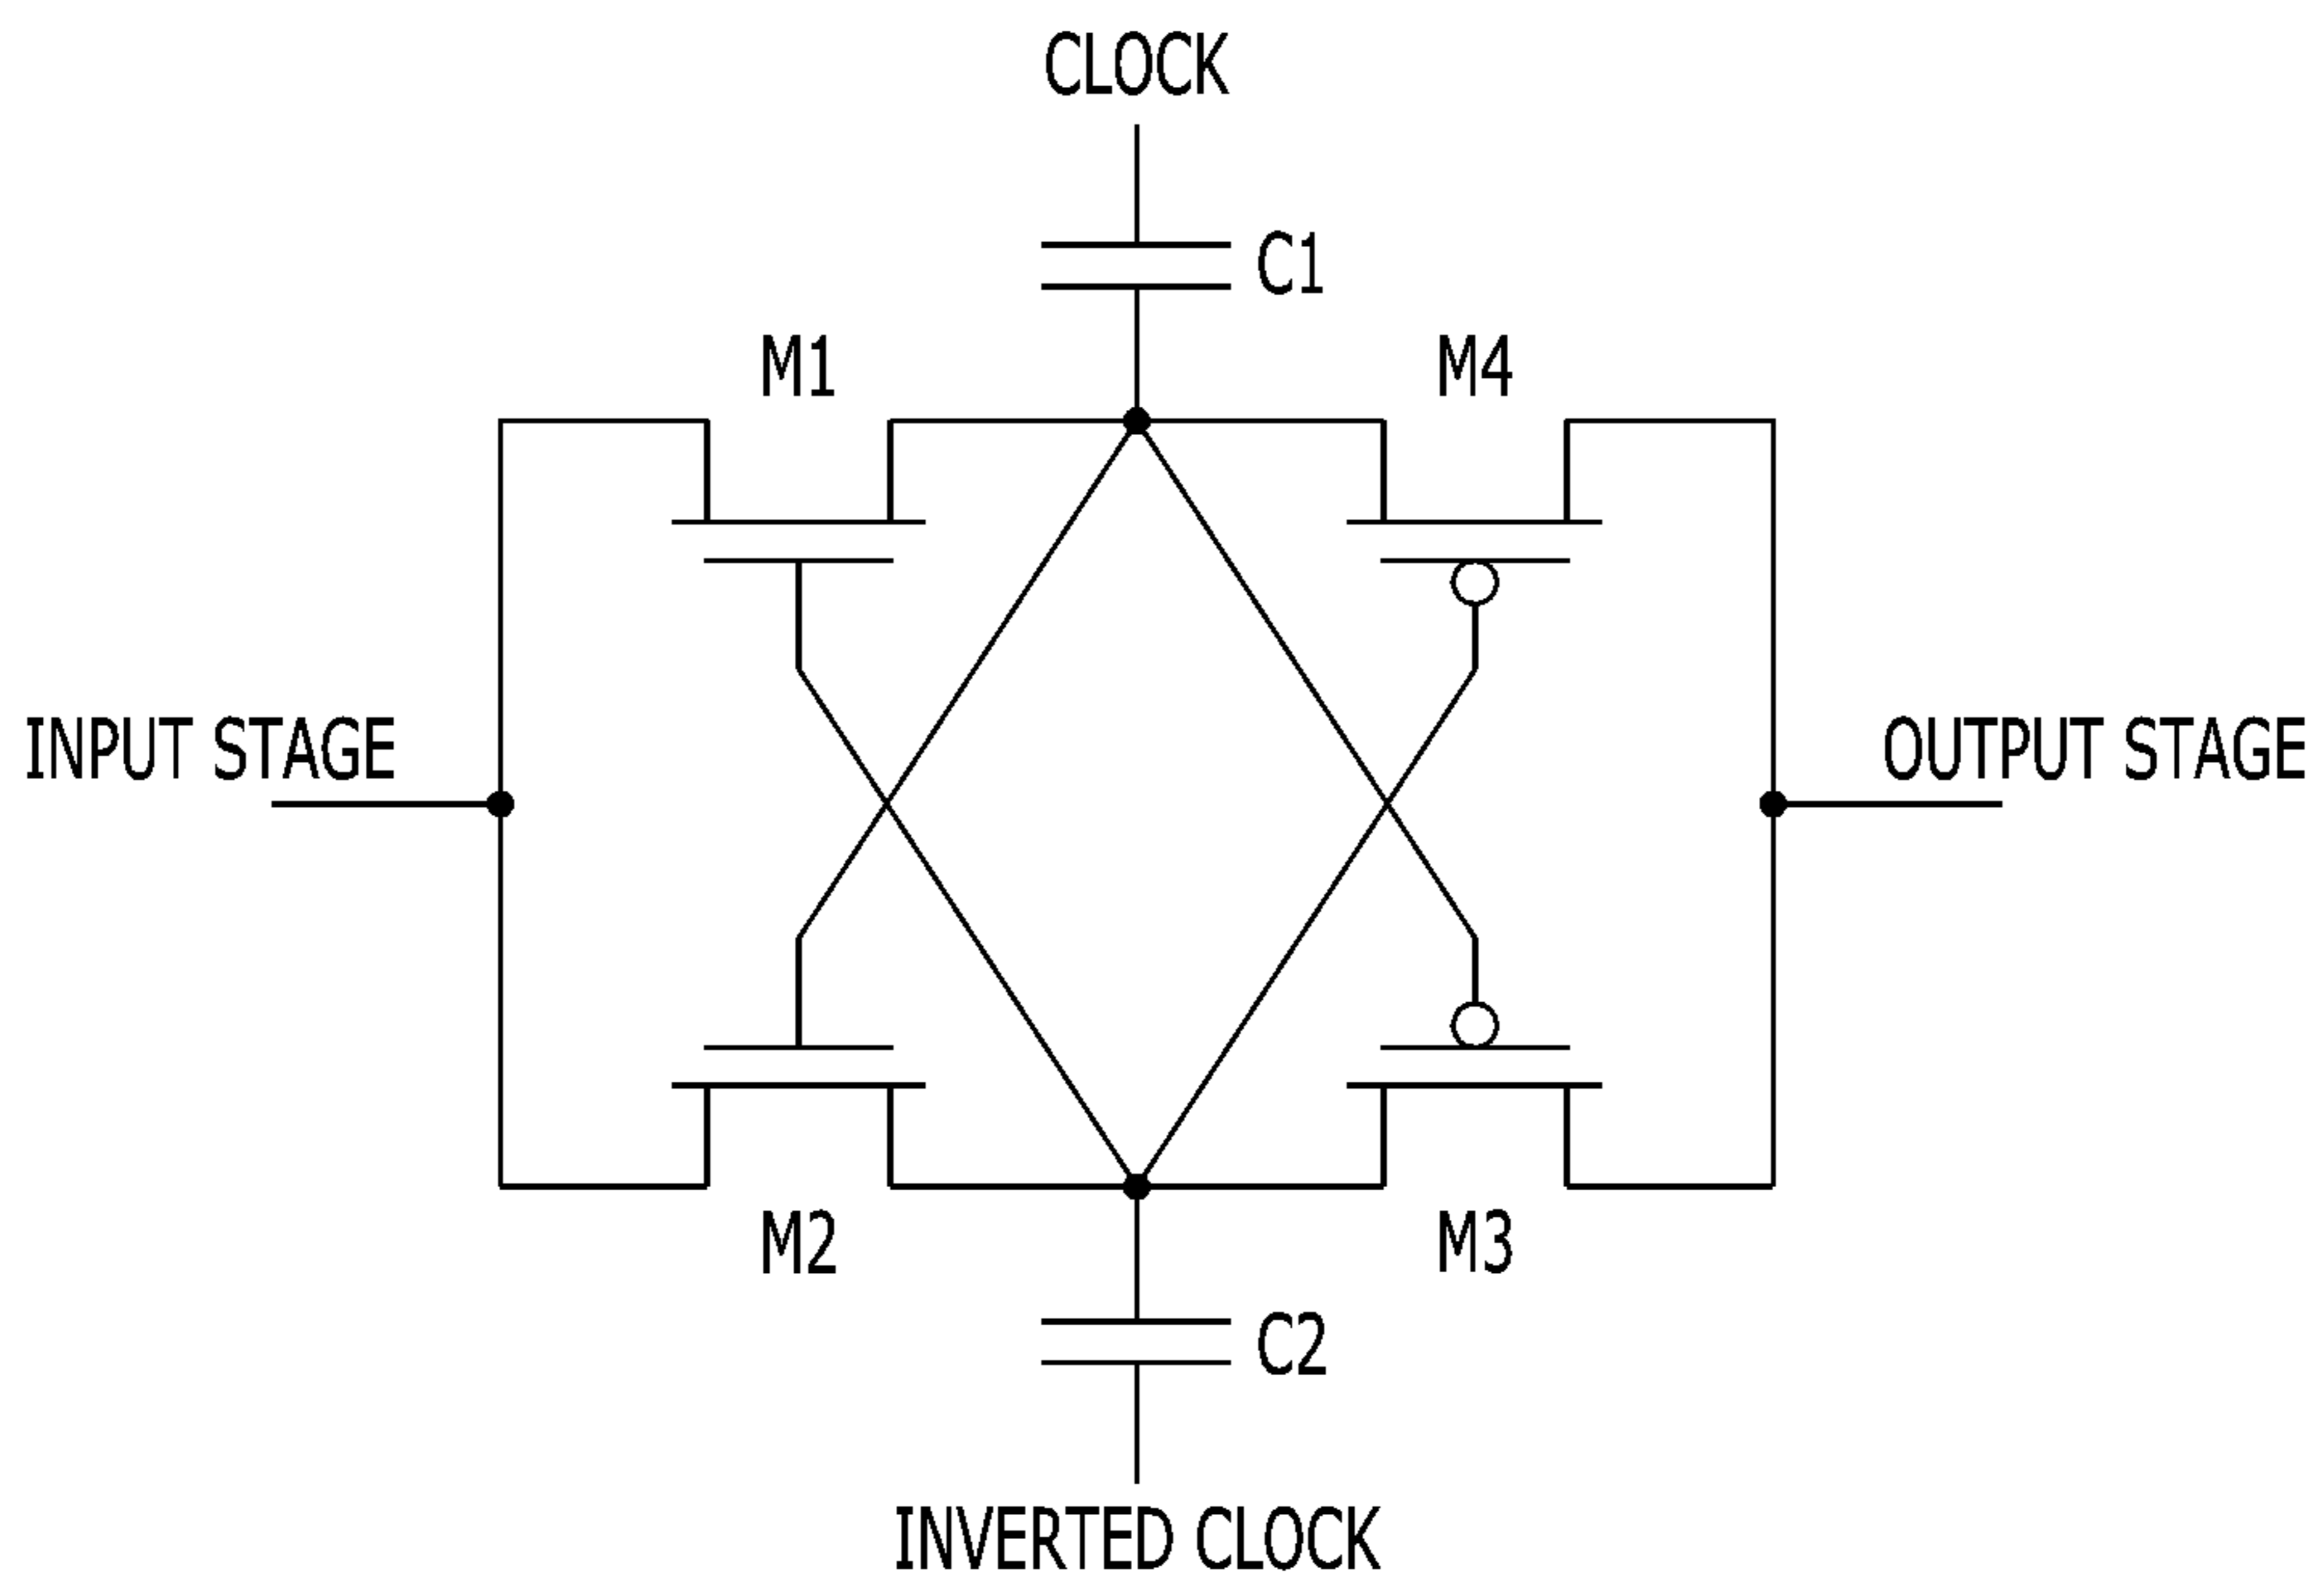 CLOCK
C1
M1
M4
INPUT STAGE
OUTPUT STAGE
M2
M3
C2
INVERTED CLOCK